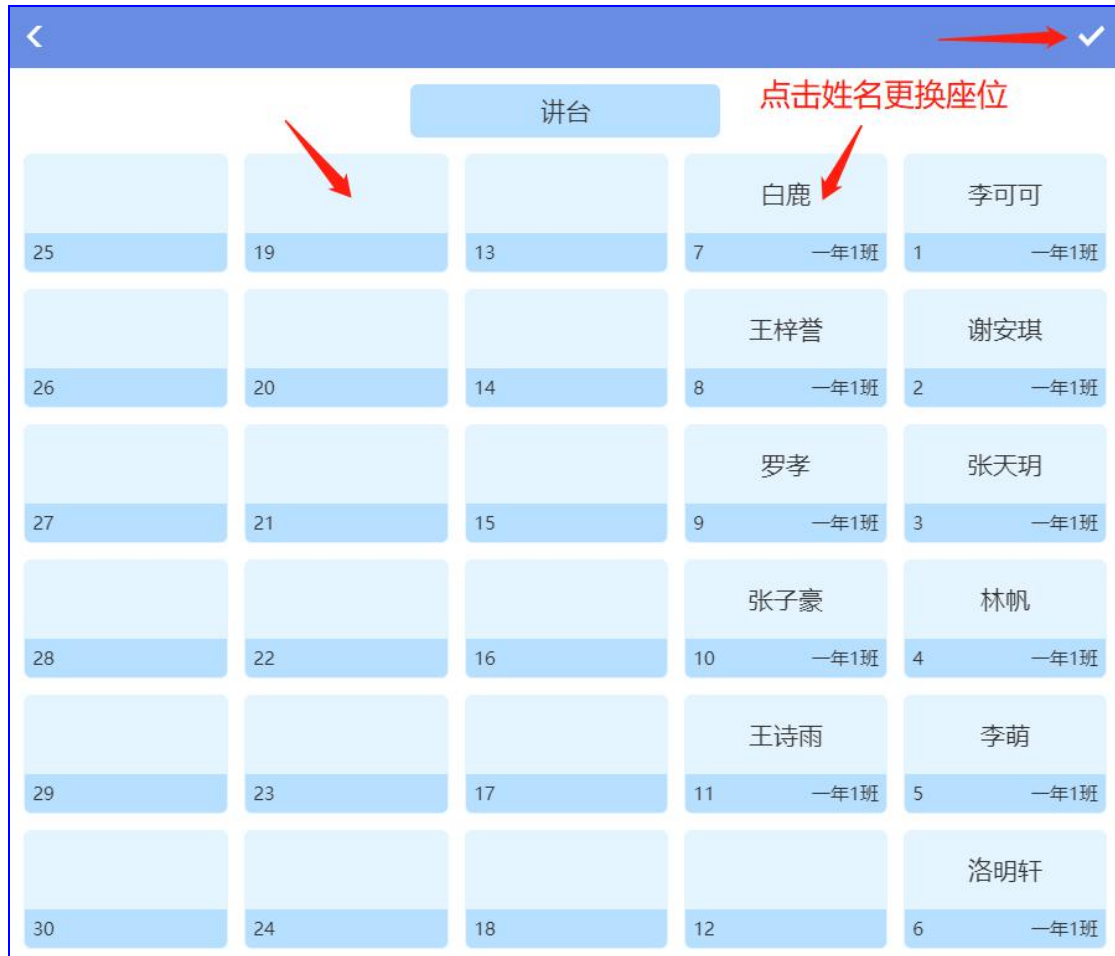 讲台
点击姓名更换座位
白鹿 李可可
25 19 13 7 一年1班 1 一年1班
王梓誉 谢安琪
26 20 14 8 一年1班 2 一年1班
罗孝 张天玥
27 21 15 9 一年1班 3 一年1班
张子豪 林帆
28 22 16 10 一年1班 4 一年1班
王诗雨 李萌
29 23 17 11 一年1班 5 一年1班
洛明轩
30 24 18 12 6 一年1班